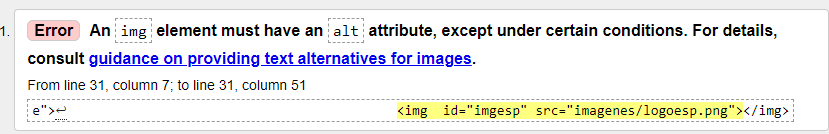 1. Error An img element must have an alt attribute, except under certain conditions. For details,
consult guidance on providing text alternatives for images.
From line 31, column 7; to line 31, column 51
e">↩ <img  id="imgesp" src="imagenes/logoesp.png"></img>